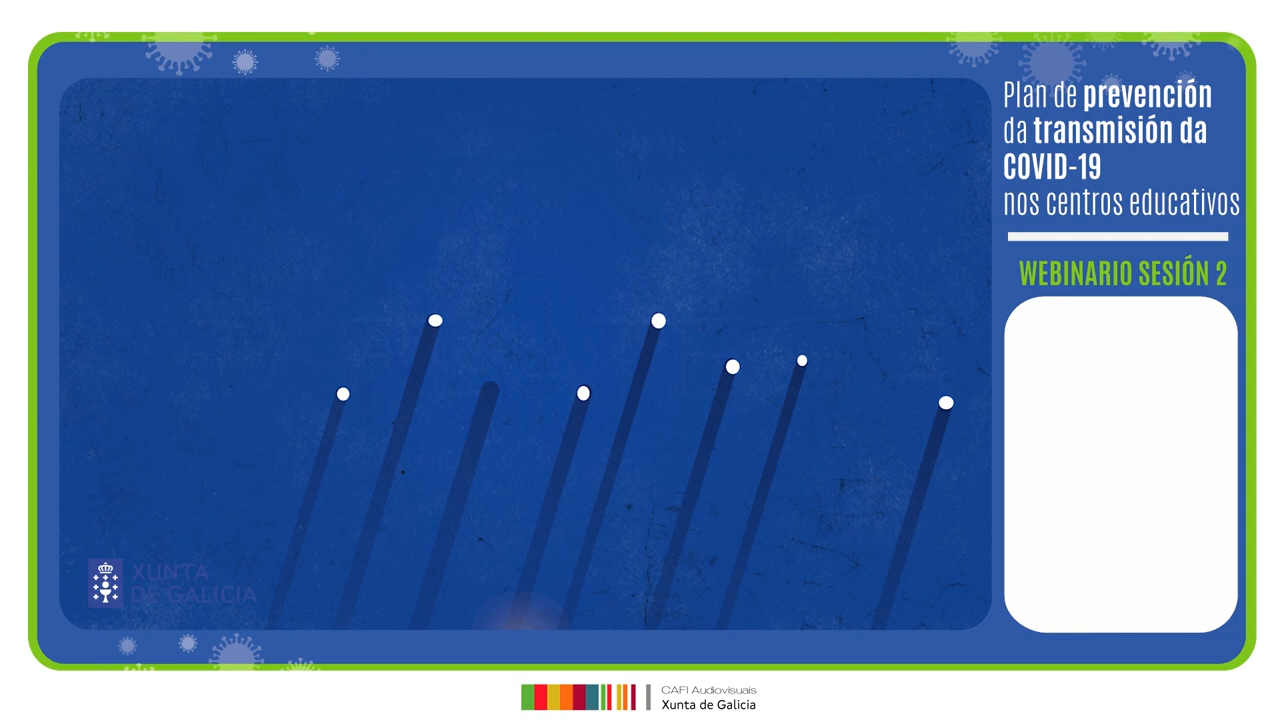 Plan de prevención
da transmisión da
COVID-19
nos centros educativos
WEBINARIO SESIÓN 2
XUNTA
DE GALICIA
CAFI Audiovisuais
Xunta de Galicia